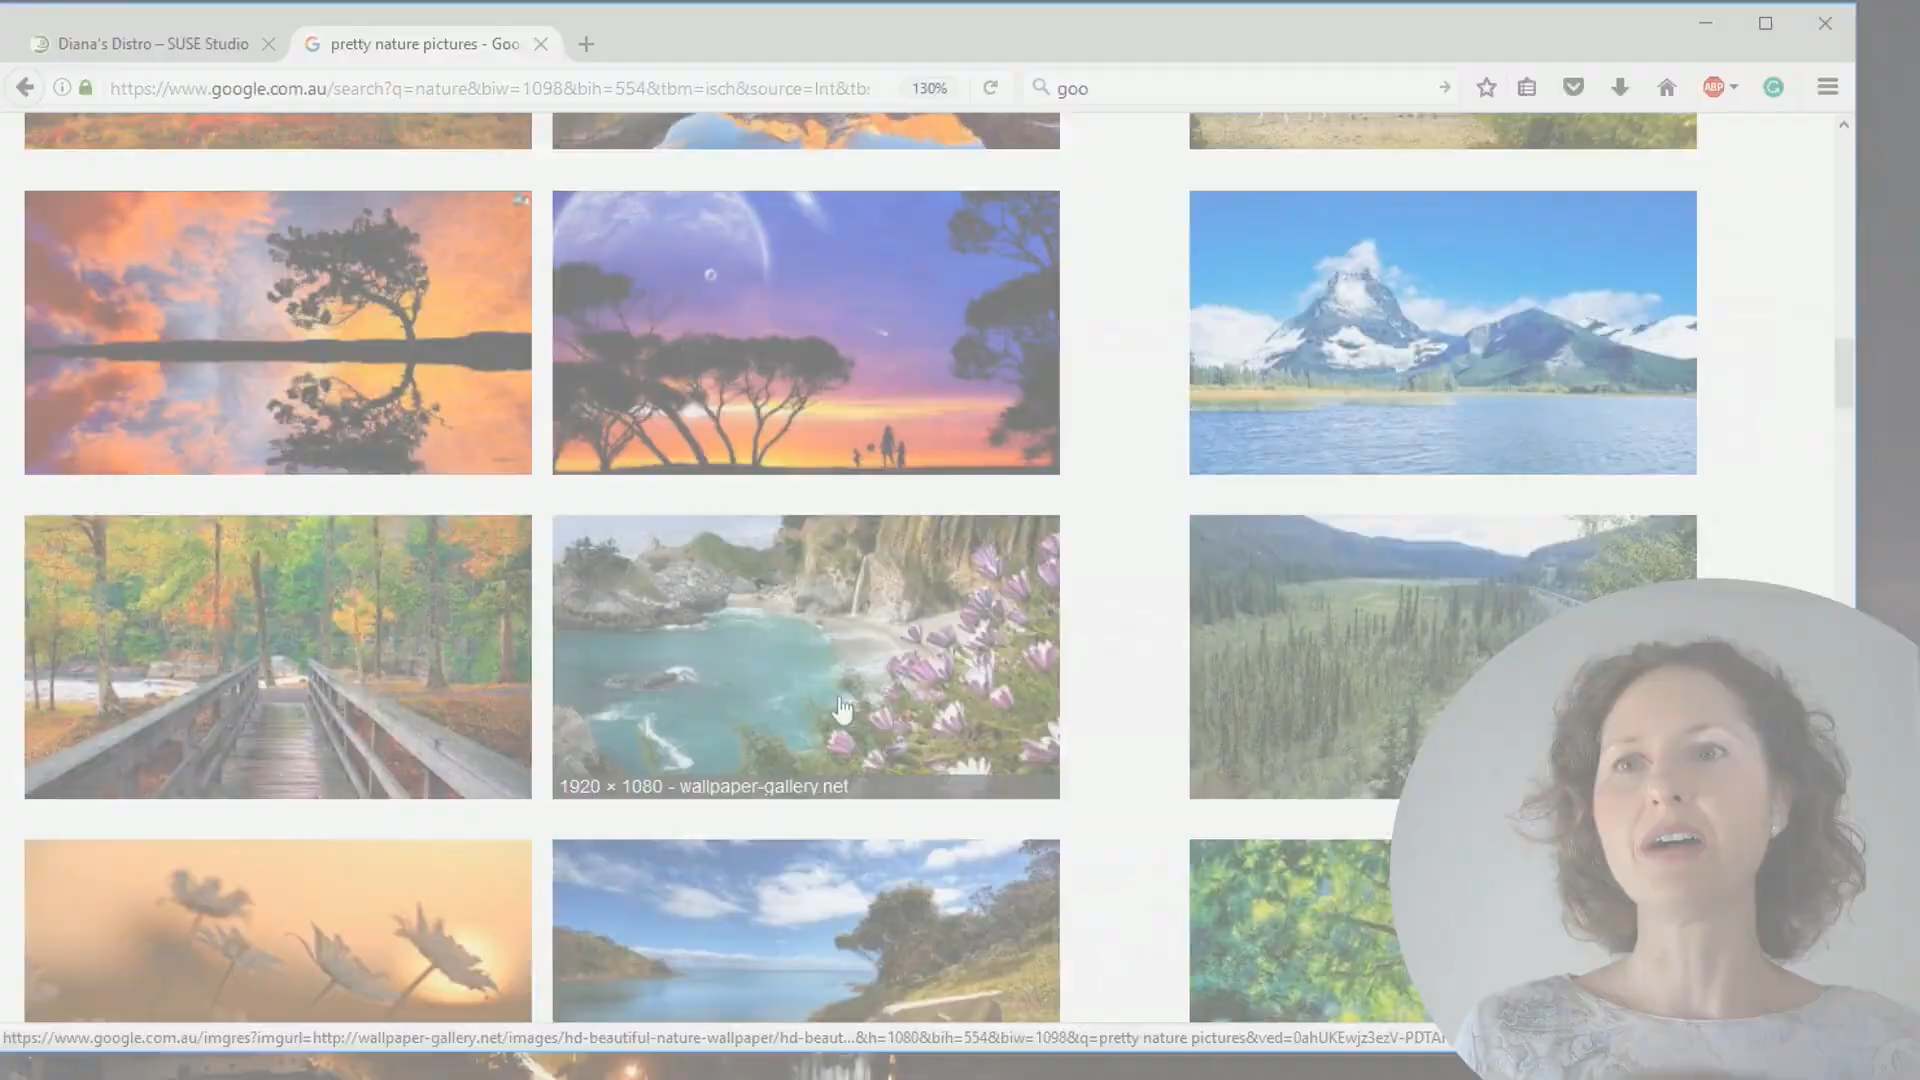 Diana's Distro – SUSE Studio
pretty nature pictures - Goo
https://www.google.com.au/search?q=nature&biw=1098&bih=554&tbm=isch&source=lnt&tb:
130%
goo
ABP
1920 × 1080 - wallpaper-gallery.net
https://www.google.com.au/imgres?imgurl=http://wallpaper-gallery.net/images/hd-beautiful-nature-wallpaper/hd-beaut...&h=1080&bih=554&biw=1098&q=pretty nature pictures&ved=0ahUKEwjz3ezV-PDTA